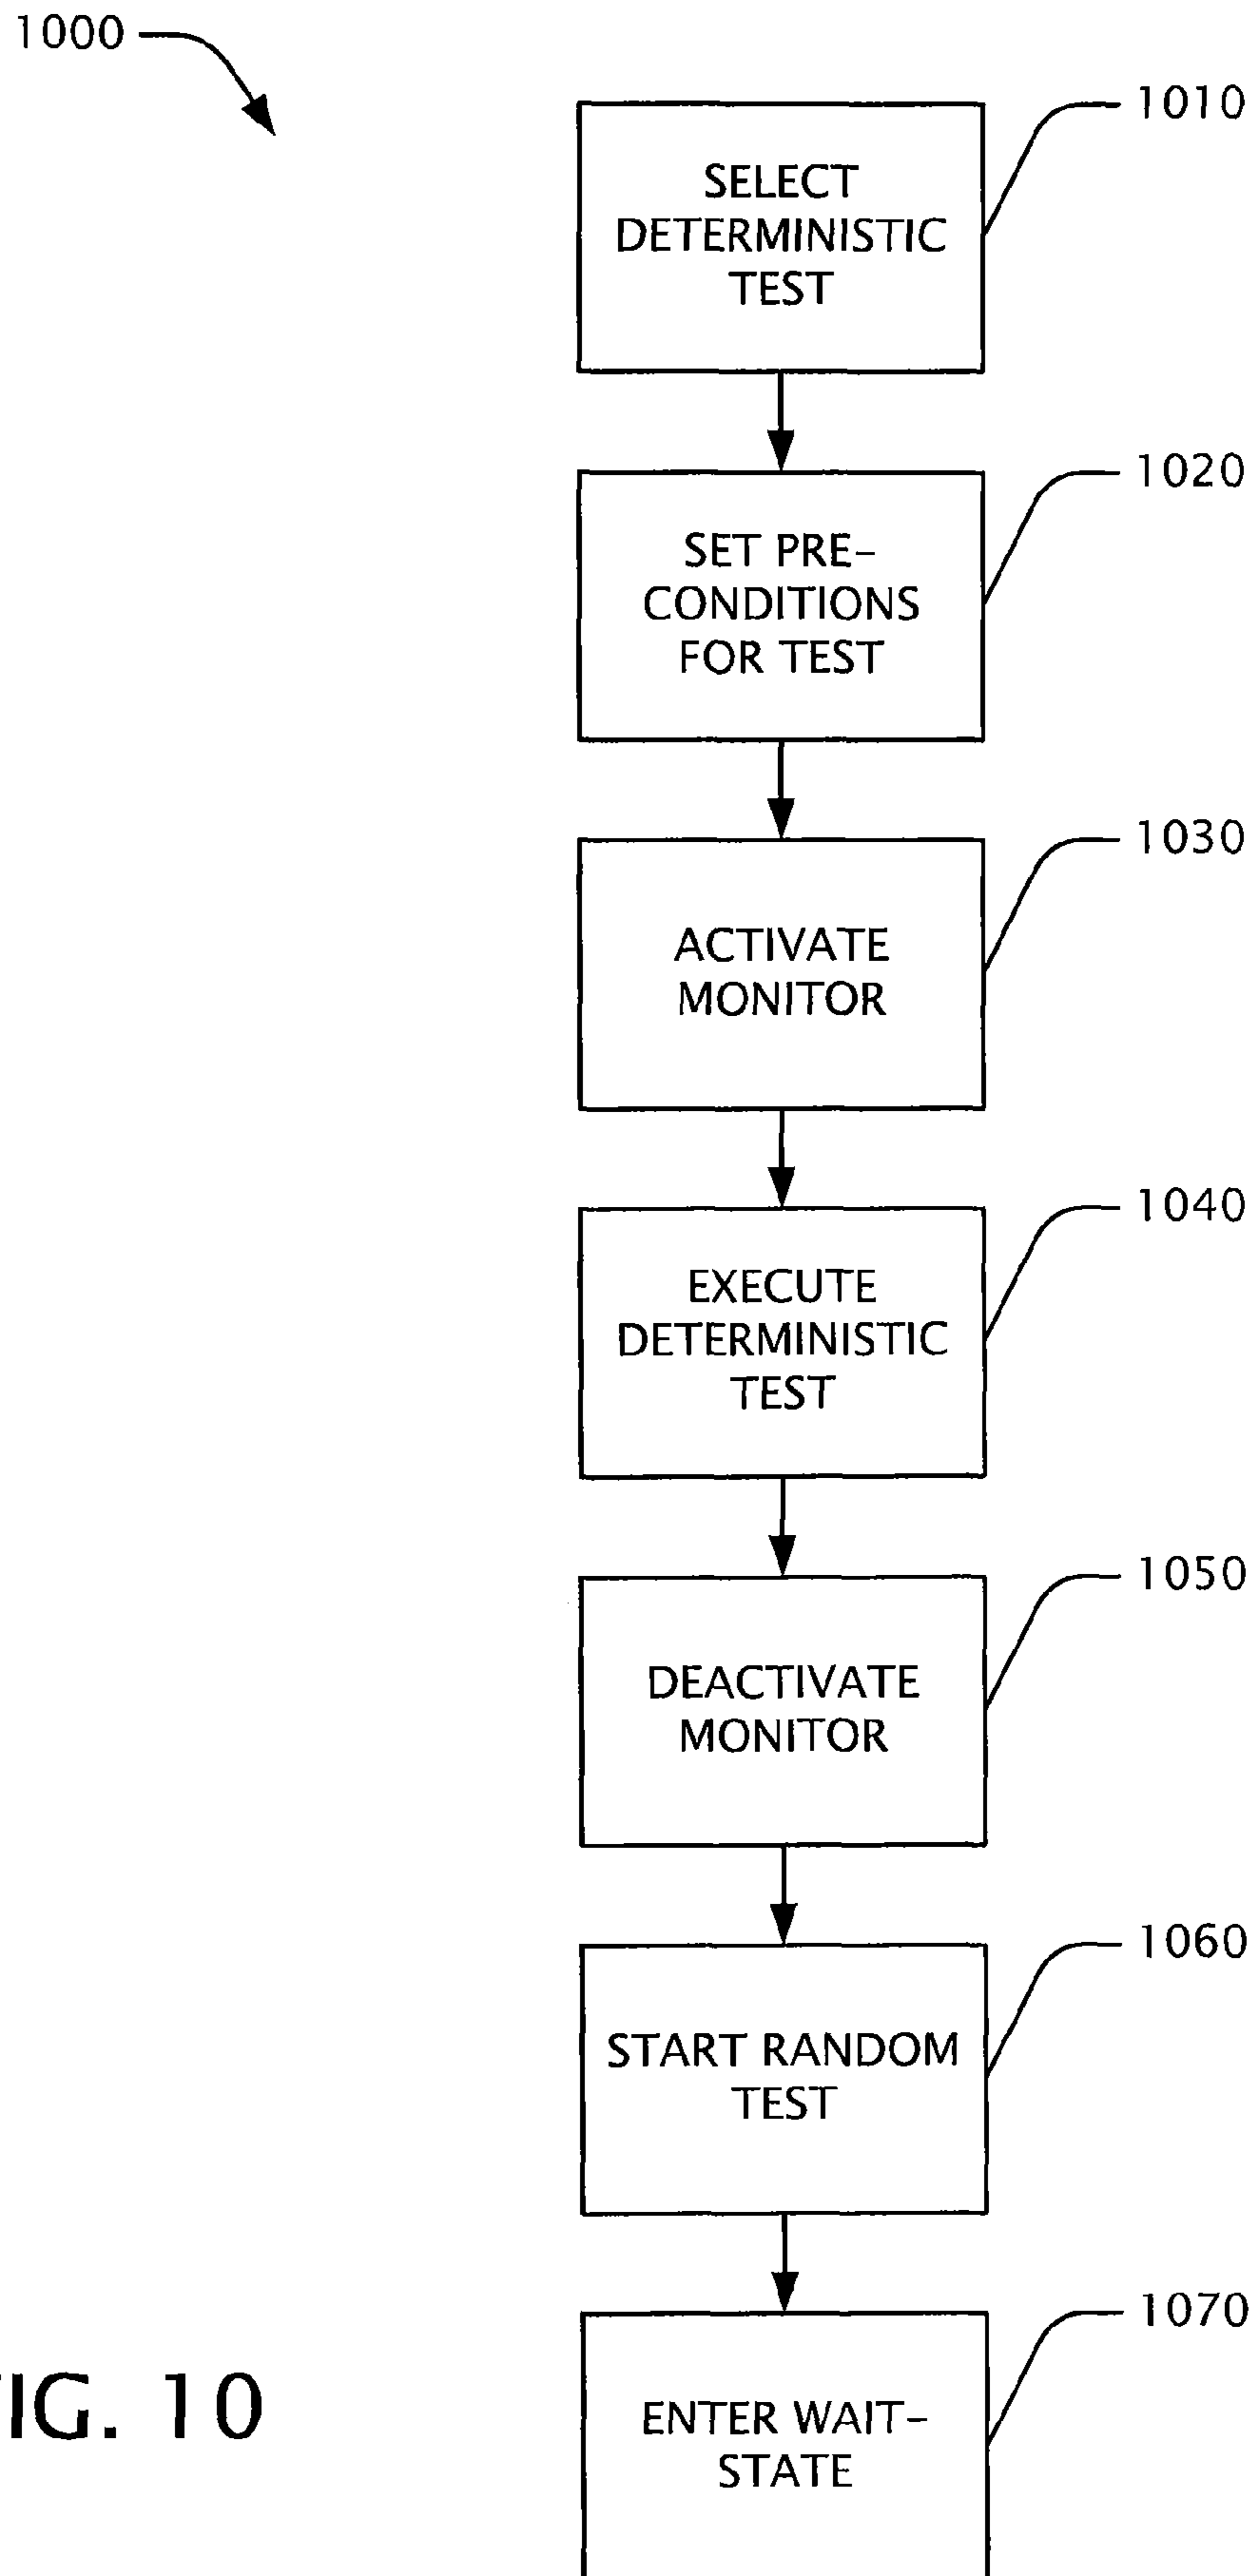 1000
1010
SELECT
DETERMINISTIC
TEST
1020
SET PRE-
CONDITIONS
FOR TEST
1030
ACTIVATE
MONITOR
1040
EXECUTE
DETERMINISTIC
TEST
1050
DEACTIVATE
MONITOR
1060
START RANDOM
TEST
1070
ENTER WAIT-
STATE
IG. 10